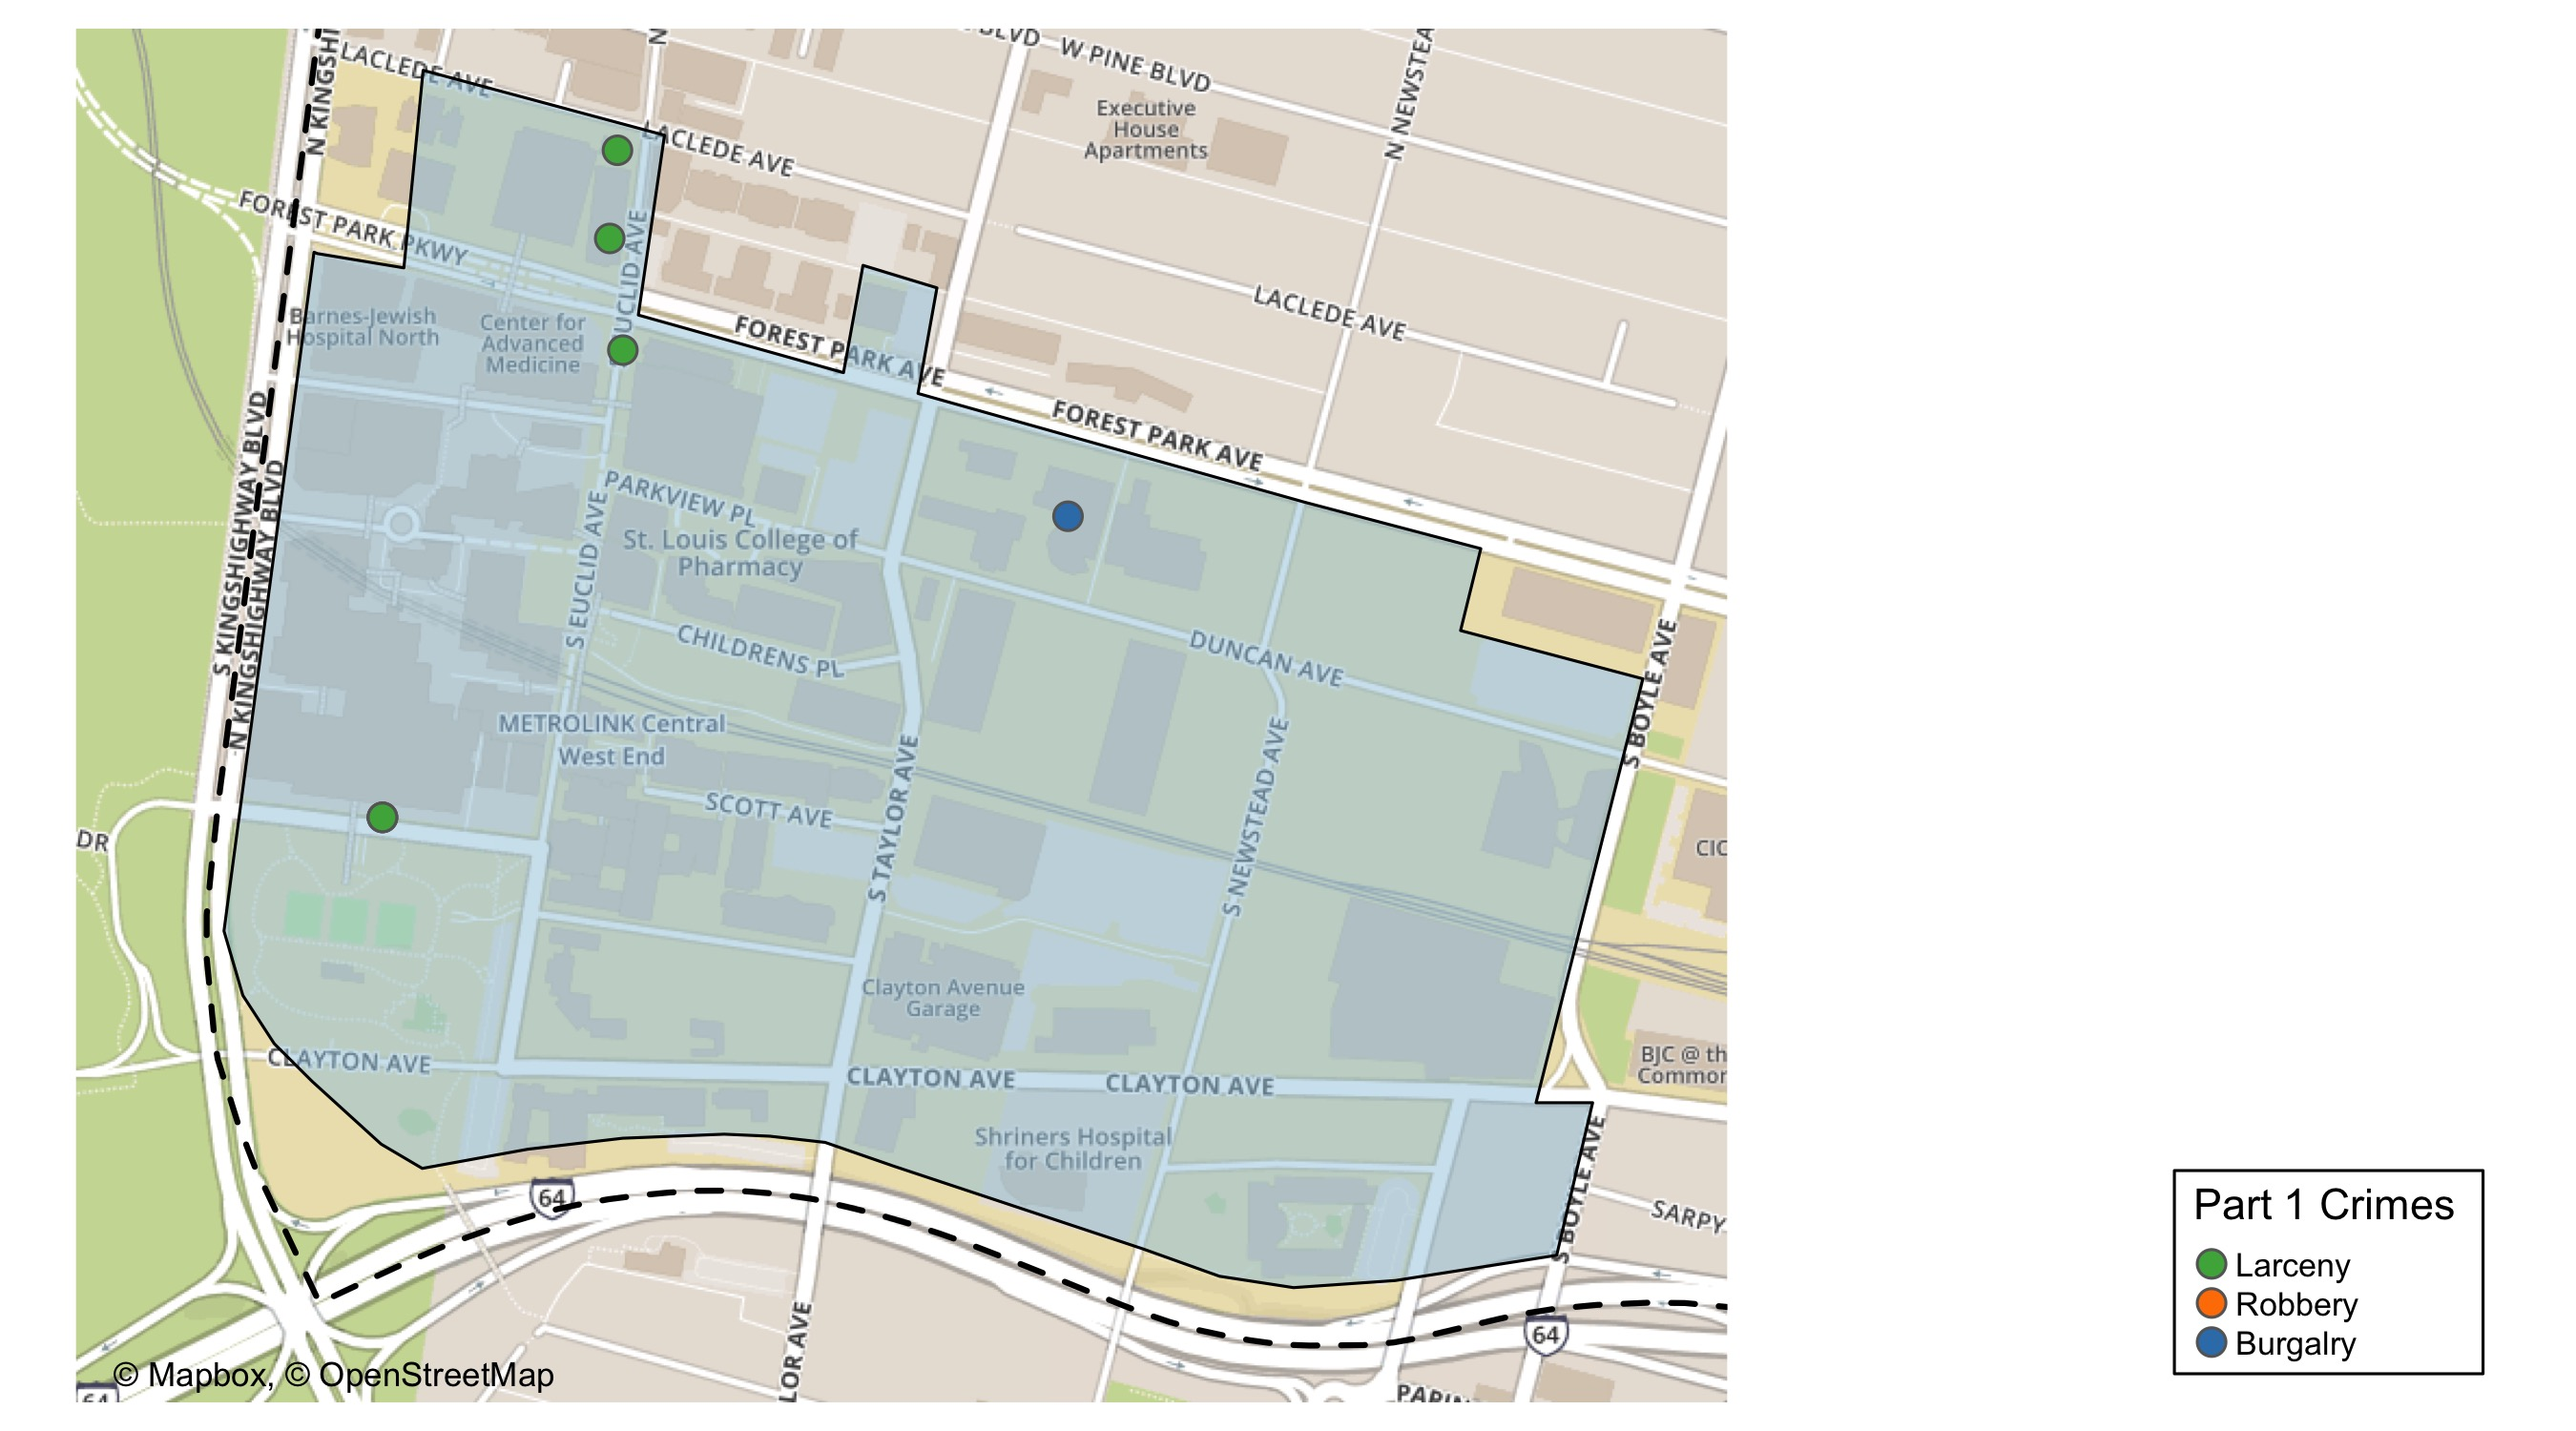 BLVD
W PINE BLVD
LACLEDE AVE
N KINGSHI
N
N NEWSTEA
Executive
House
Apartments
LACLEDE AVE
FOREST PARK PKWY
EUCLID AVE
LACLEDE AVE
Barnes-Jewish
Hospital North
Center for
Advanced
Medicine
FOREST PARK AVE
FOREST PARK AVE
S KINGSHIGHWAY BLVD
N KINGSHIGHWAY BLVD
PARKVIEW PL
S EUCLID AVE
St. Louis College of
Pharmacy
CHILDRENS PL
DUNCAN AVE
S BOYLE AVE
METROLINK Central
West End
SCOTT AVE
S TAYLOR AVE
S NEWSTEAD AVE
DR
CIC
Clayton Avenue
Garage
CLAYTON AVE
CLAYTON AVE
CLAYTON AVE
BJC @ th
Common
Shriners Hospital
for Children
S BOYLE AVE
SARPY
64
64
LOR AVE
64
© Mapbox, © OpenStreetMap
Part 1 Crimes
Larceny
Robbery
Burgalry